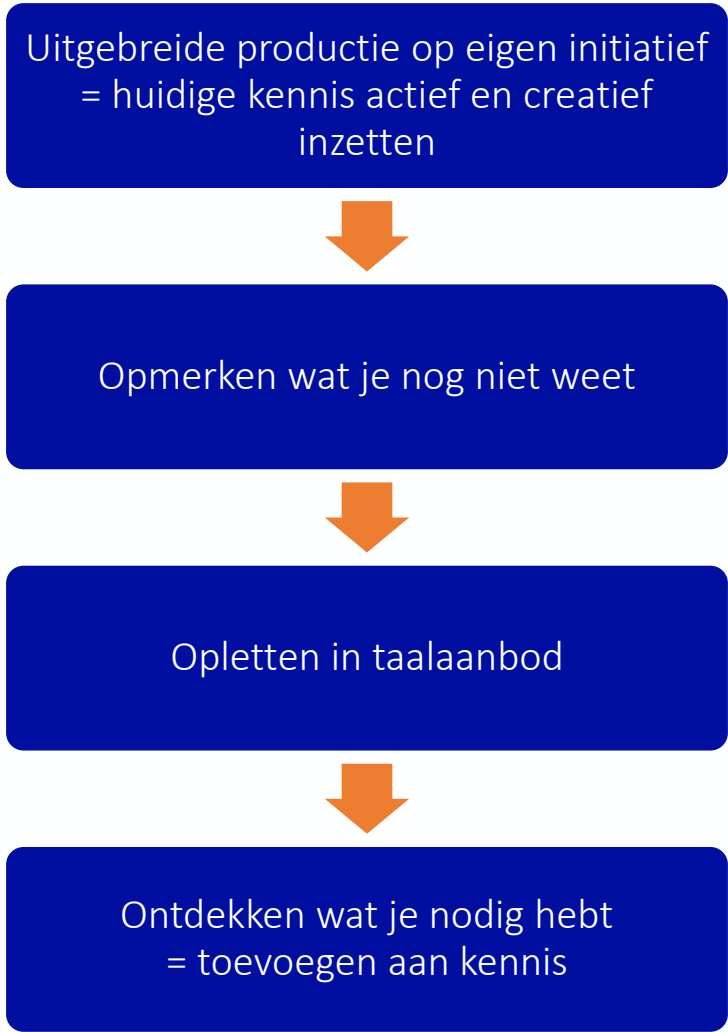 Uitgebreide productie op eigen initiatief
= huidige kennis actief en creatief
inzetten
Opmerken wat je nog niet weet
Opletten in taalaanbod
Ontdekken wat je nodig hebt
= toevoegen aan kennis